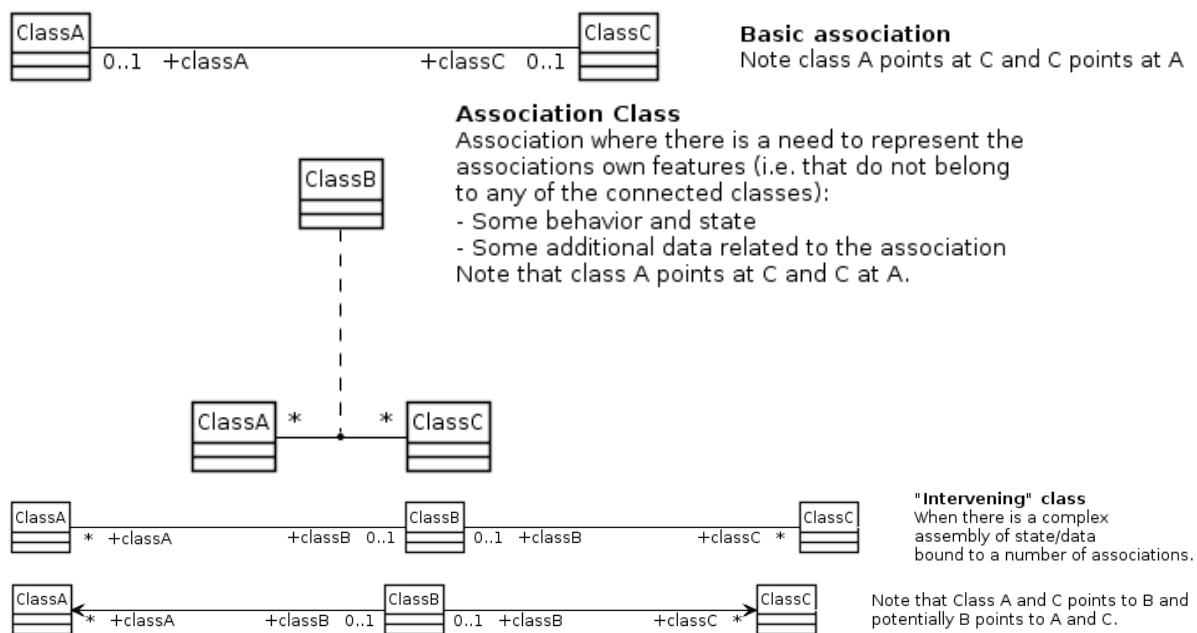 ClassA
ClassC
0..1 +classA
+classC 0..1
Basic association
Note class A points at C and C points at A
Association Class
Association where there is a need to represent the
associations own features (i.e. that do not belong
to any of the connected classes):
- Some behavior and state
- Some additional data related to the association
Note that class A points at C and C at A.
ClassB
ClassA
*
*
ClassC
ClassA
* +classA
+classB 0..1
ClassB
0..1 +classB
+classC *
ClassC
"Intervening" class
When there is a complex
assembly of state/data
bound to a number of associations.
ClassA
* +classA
+classB 0..1
ClassB
0..1 +classB
+classC *
ClassC
Note that Class A and C points to B and
potentially B points to A and C.